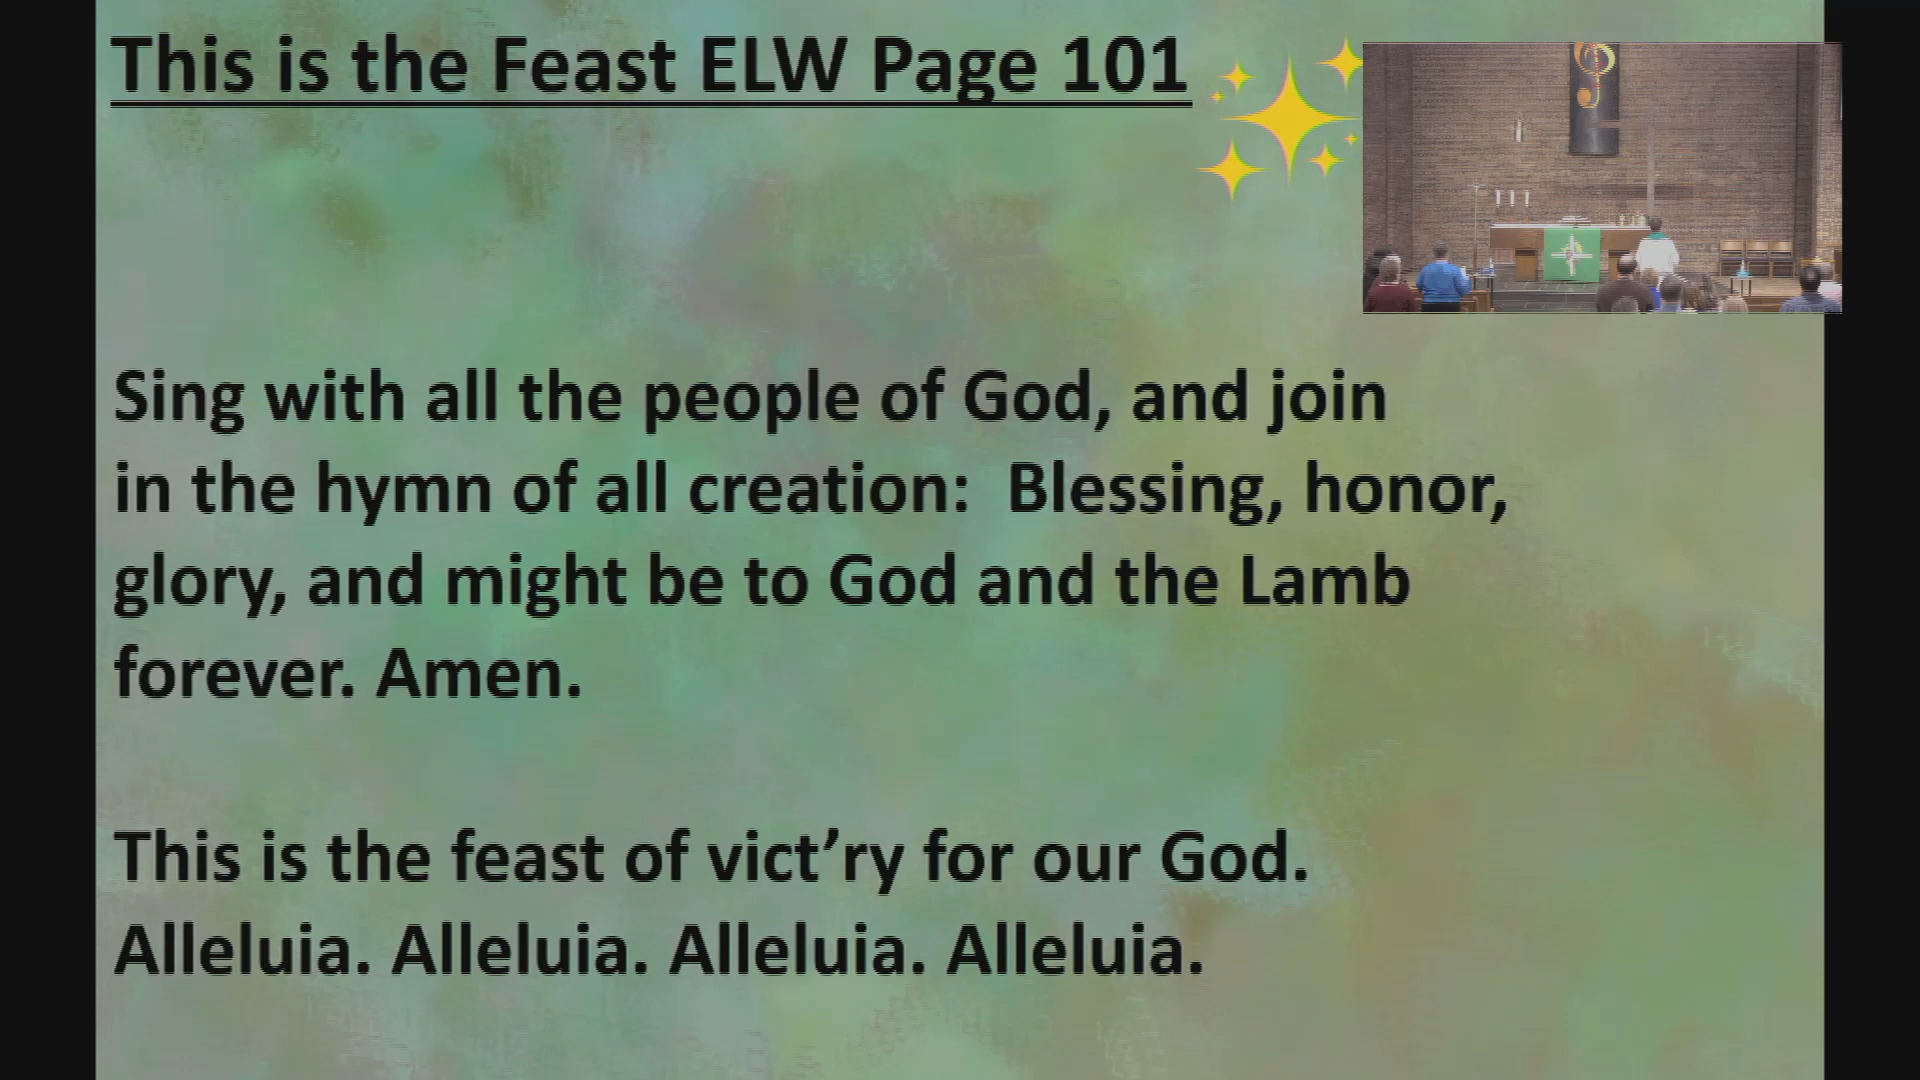 This is the Feast ELW Page 101
Sing with all the people of God, and join
in the hymn of all creation:  Blessing, honor,
glory, and might be to God and the Lamb
forever. Amen.
This is the feast of vict’ry for our God.
Alleluia. Alleluia. Alleluia. Alleluia.